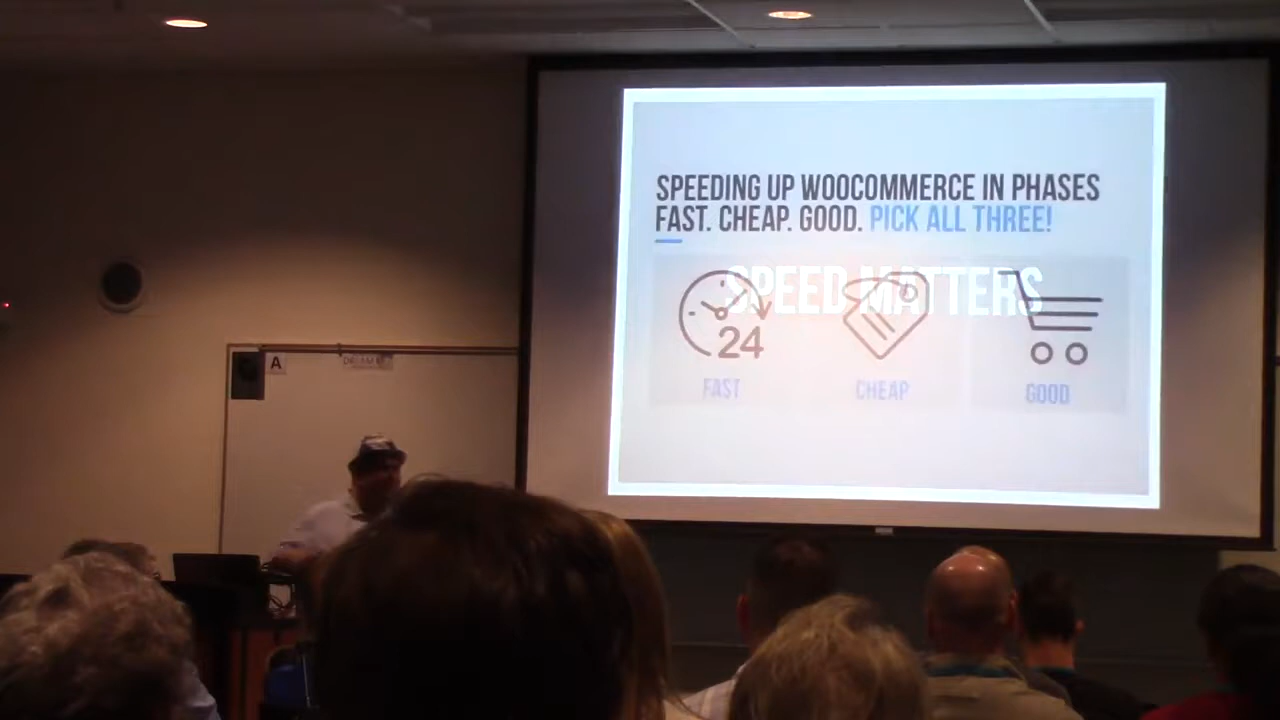 SPEEDING UP WOOCOMMERCE IN PHASES
FAST. CHEAP. GOOD. PICK ALL THREE!
SPEED MATTERS
24
FAST
CHEAP
GOOD
A